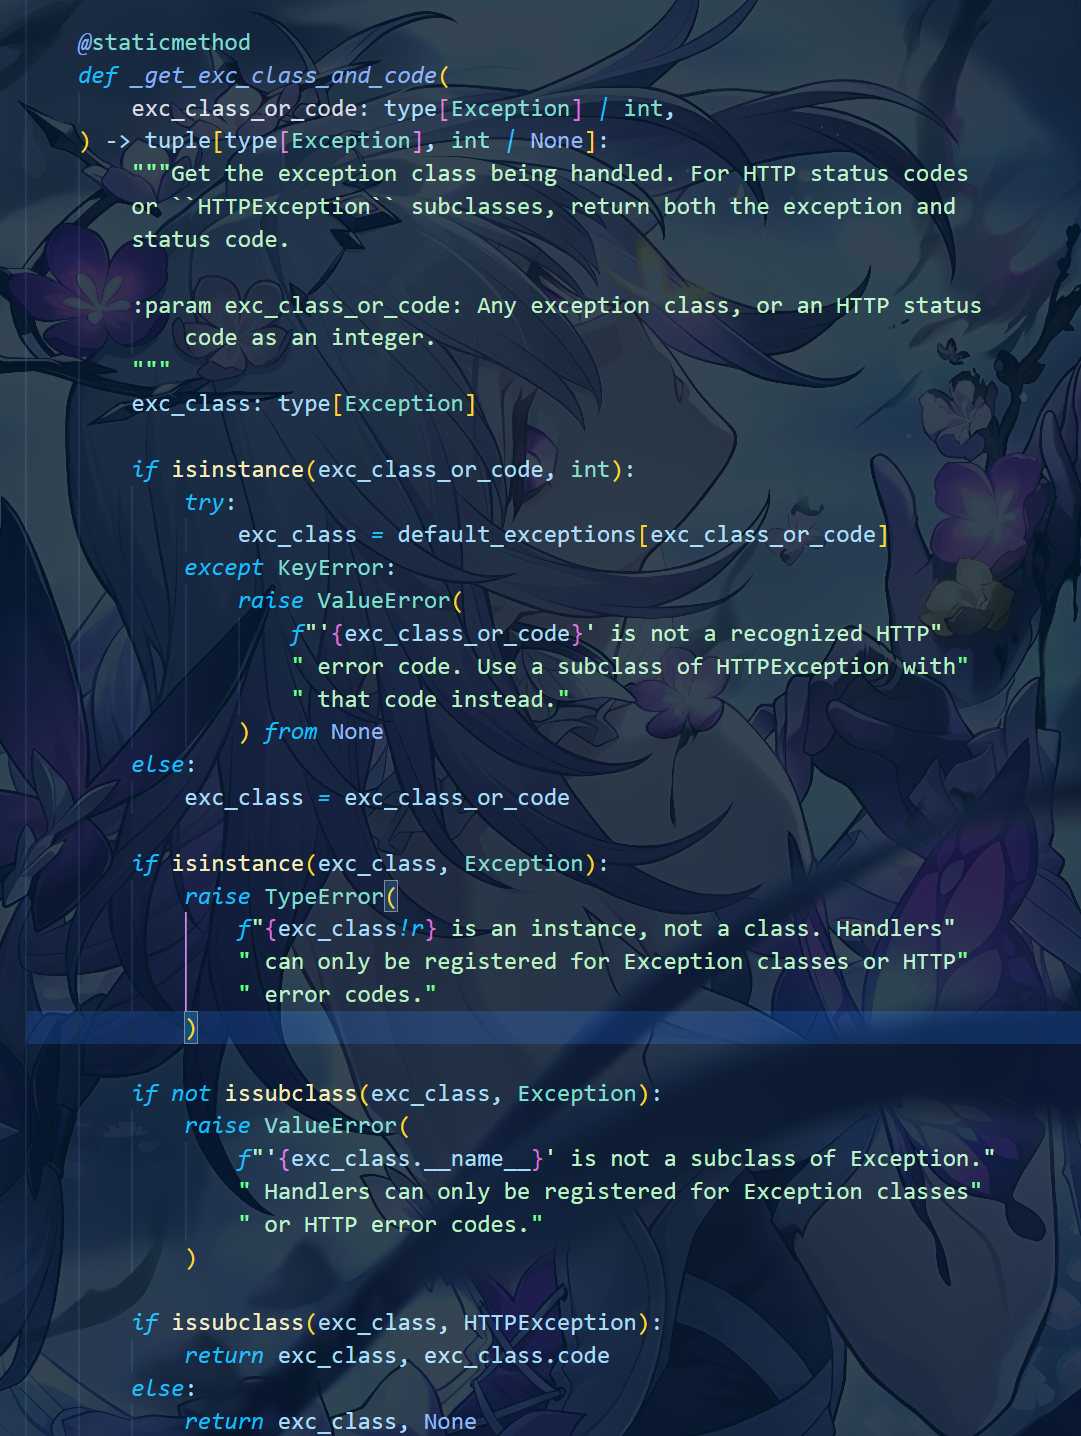 @staticmethod
def _get_exc_class_and_code(
    exc_class_or_code: type[Exception] | int,
) -> tuple[type[Exception], int | None]:
    """Get the exception class being handled. For HTTP status codes
    or ``HTTPException`` subclasses, return both the exception and
    status code.

    :param exc_class_or_code: Any exception class, or an HTTP status
        code as an integer.
    """
    exc_class: type[Exception]

    if isinstance(exc_class_or_code, int):
        try:
            exc_class = default_exceptions[exc_class_or_code]
        except KeyError:
            raise ValueError(
                f"'{exc_class_or_code}' is not a recognized HTTP"
                " error code. Use a subclass of HTTPException with"
                " that code instead."
            ) from None
    else:
        exc_class = exc_class_or_code

    if isinstance(exc_class, Exception):
        raise TypeError(
            f"{exc_class!r} is an instance, not a class. Handlers"
            " can only be registered for Exception classes or HTTP"
            " error codes."
        )

    if not issubclass(exc_class, Exception):
        raise ValueError(
            f"'{exc_class.__name__}' is not a subclass of Exception."
            " Handlers can only be registered for Exception classes"
            " or HTTP error codes."
        )

    if issubclass(exc_class, HTTPException):
        return exc_class, exc_class.code
    else:
        return exc_class, None